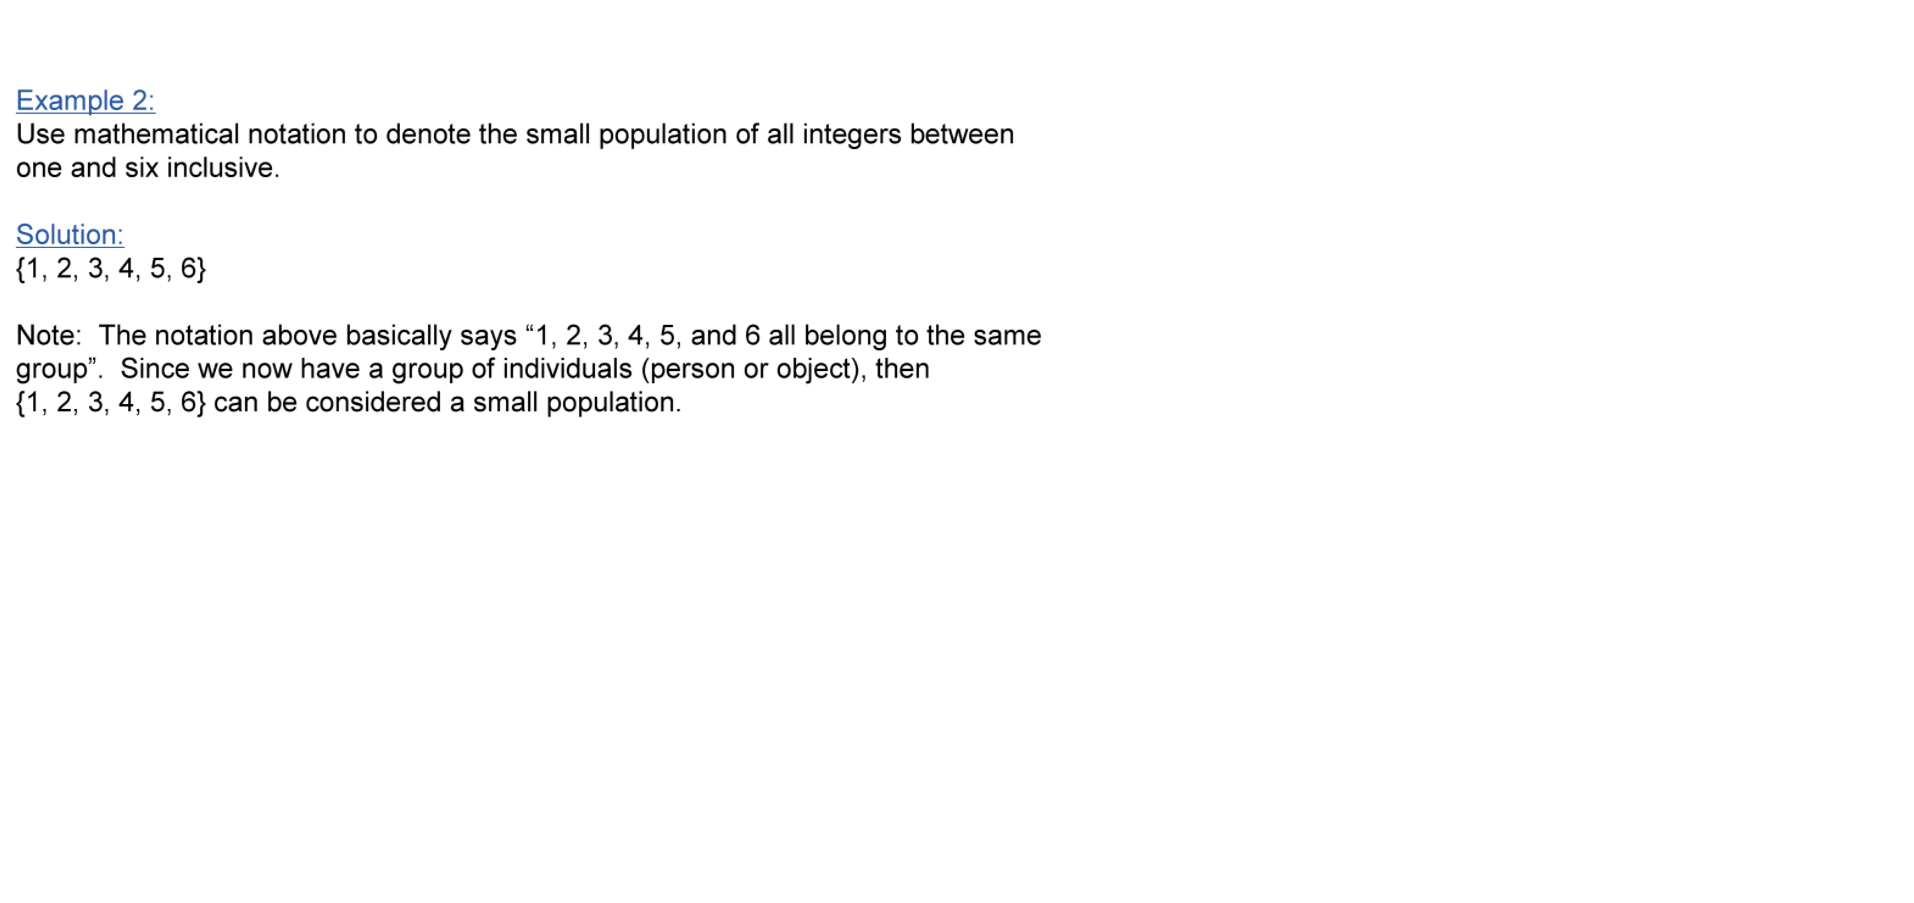 Example 2:
Use mathematical notation to denote the small population of all integers between
one and six inclusive.
Solution:
{1, 2, 3, 4, 5, 6}
Note:  The notation above basically says “1, 2, 3, 4, 5, and 6 all belong to the same
group”.  Since we now have a group of individuals (person or object), then
{1, 2, 3, 4, 5, 6} can be considered a small population.